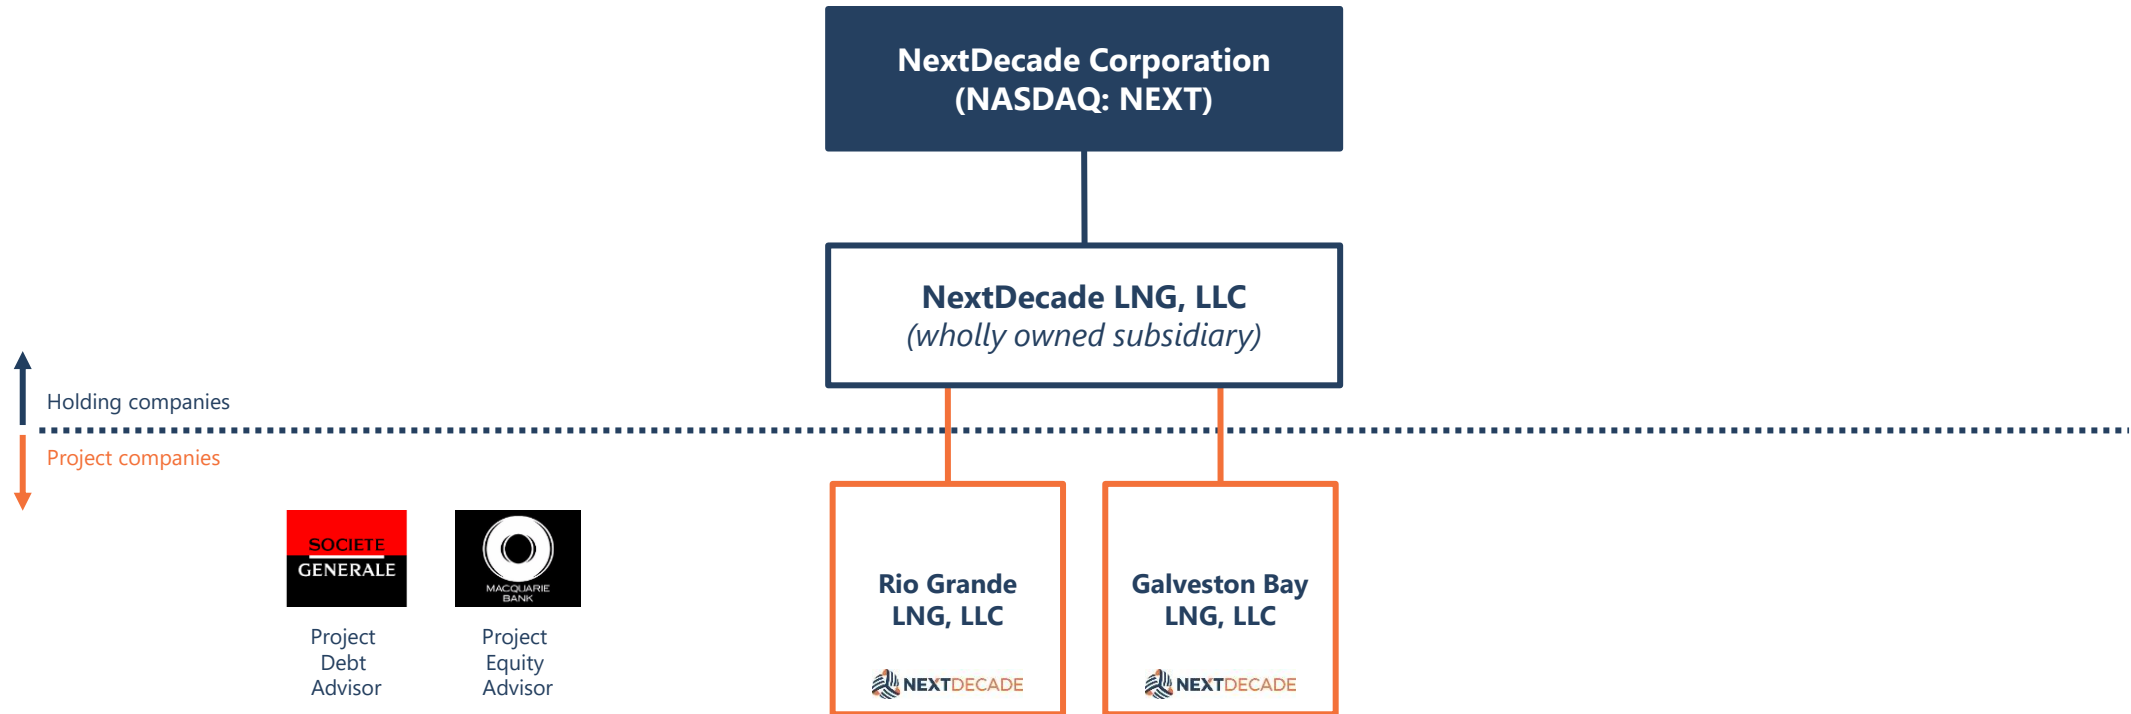 NextDecade Corporation
(NASDAQ: NEXT)
NextDecade LNG, LLC
(wholly owned subsidiary)
Holding companies
Project companies
SOCIETE
GENERALE
MACQUARIE
BANK
Project
Debt
Advisor
Project
Equity
Advisor
Rio Grande
LNG, LLC
NEXTDECADE
Galveston Bay
LNG, LLC
NEXTDECADE